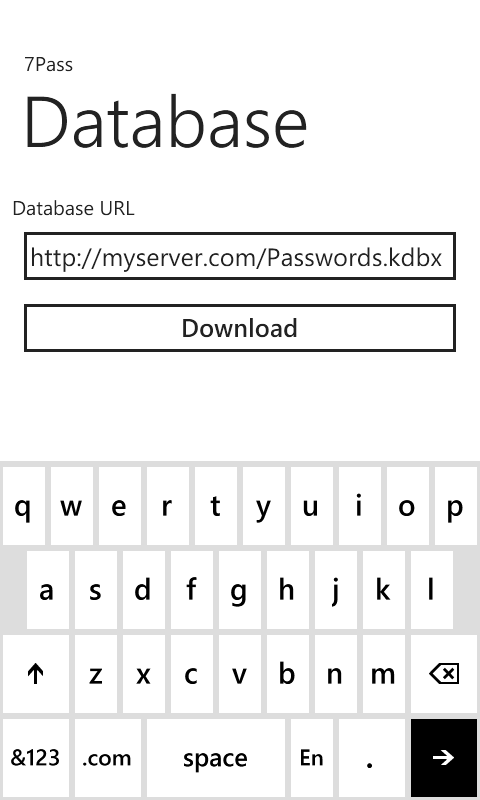 7Pass
Database
Database URL
http://myserver.com/Passwords.kdbx
Download
q w e r t y u i o p
a s d f g h j k l
z x c v b n m
&123 .com space En .